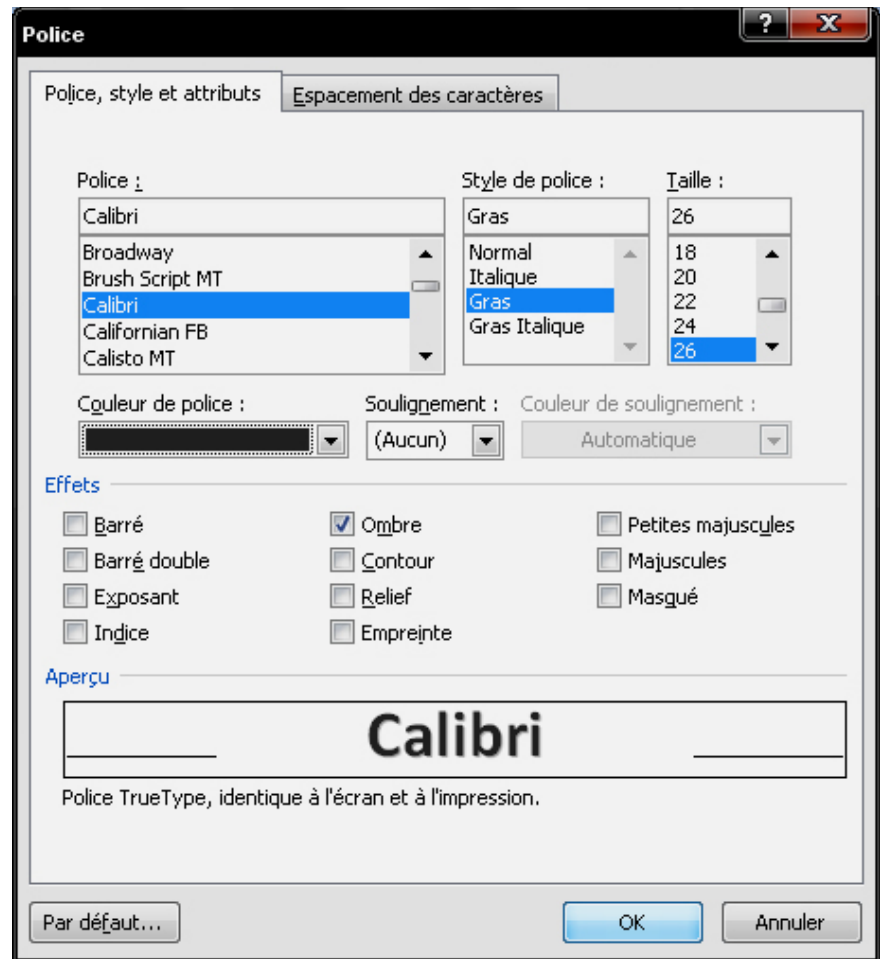 Police
Police, style et attributs
Espacement des caractères
Police :
Style de police :
Taille :
Calibri
Gras
26
Broadway
Brush Script MT
Calibri
Californian FB
Calisto MT
Normal
Italique
Gras
Gras Italique
18
20
22
24
26
Couleur de police :
Soulignement :
Couleur de soulignement :
(Aucun)
Automatique
Effets
Barré
Ombre
Petites majuscules
Barré double
Contour
Majuscules
Exposant
Relief
Masqué
Indice
Empreinte
Aperçu
Calibri
Police TrueType, identique à l'écran et à l'impression.
Par défaut...
OK
Annuler